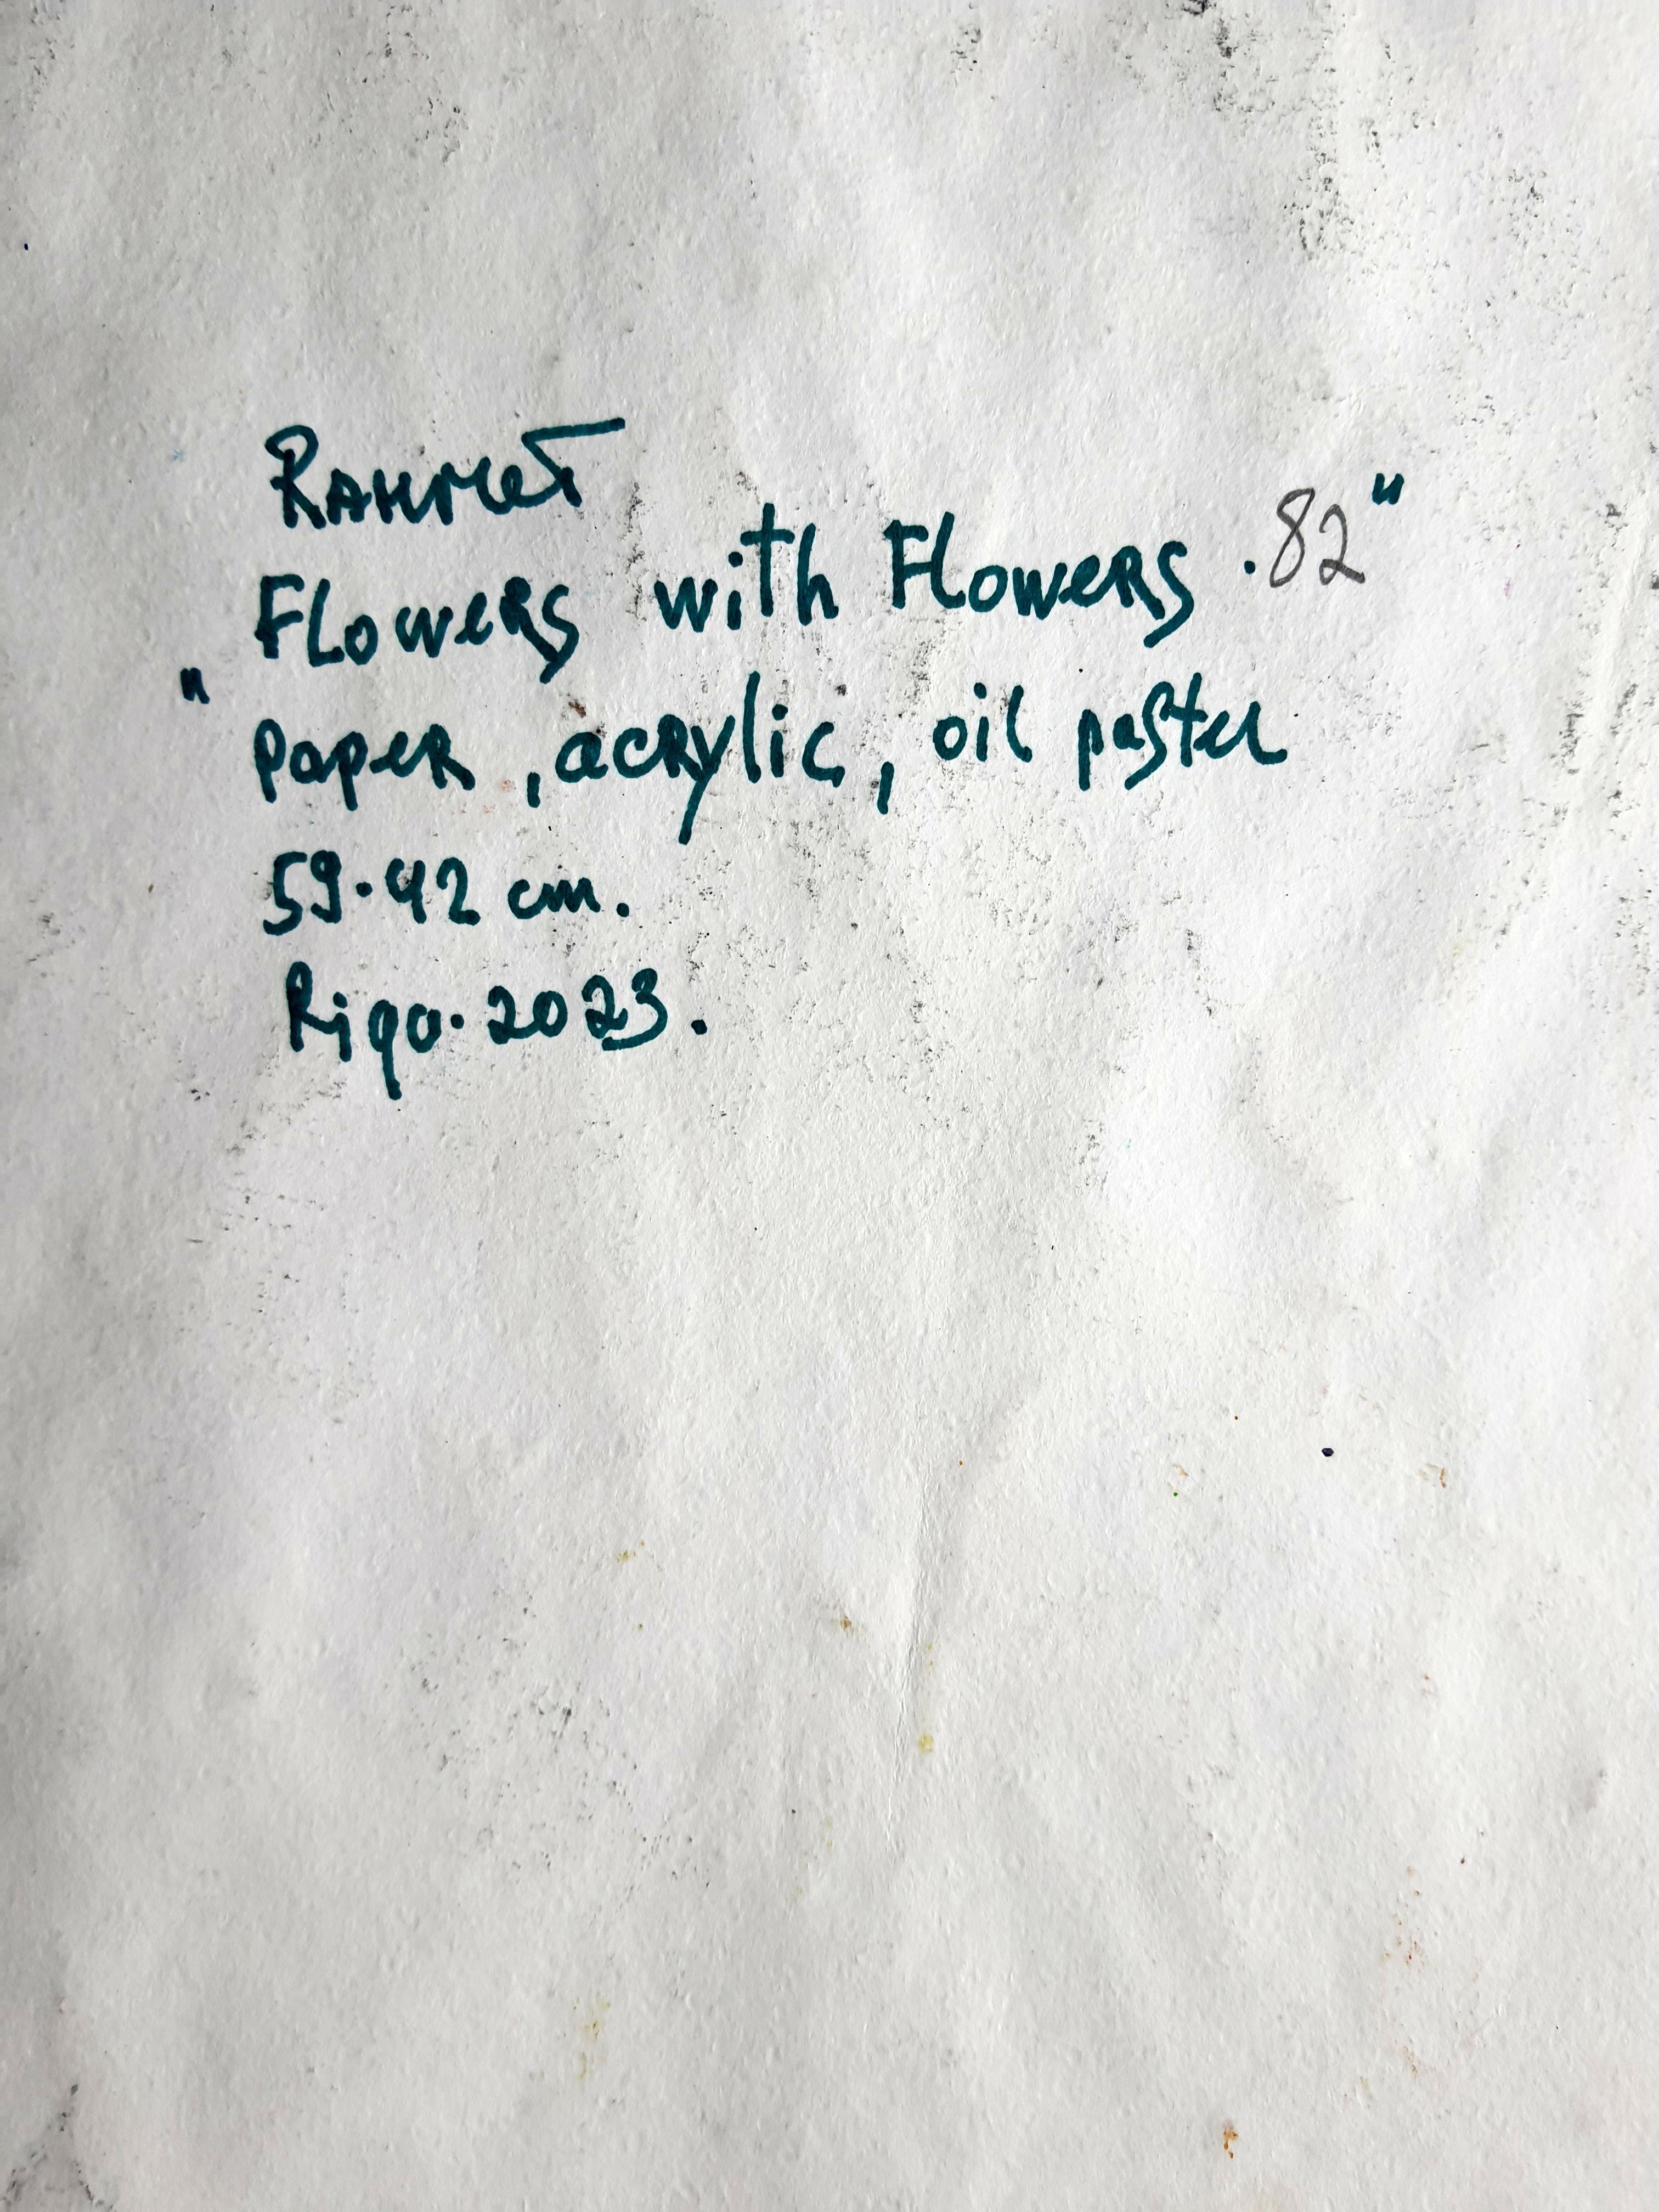 RAHMET
„Flowers with Flowers .82"
paper, acrylic, oil pastel
59·42 cm.
Riga·2023.